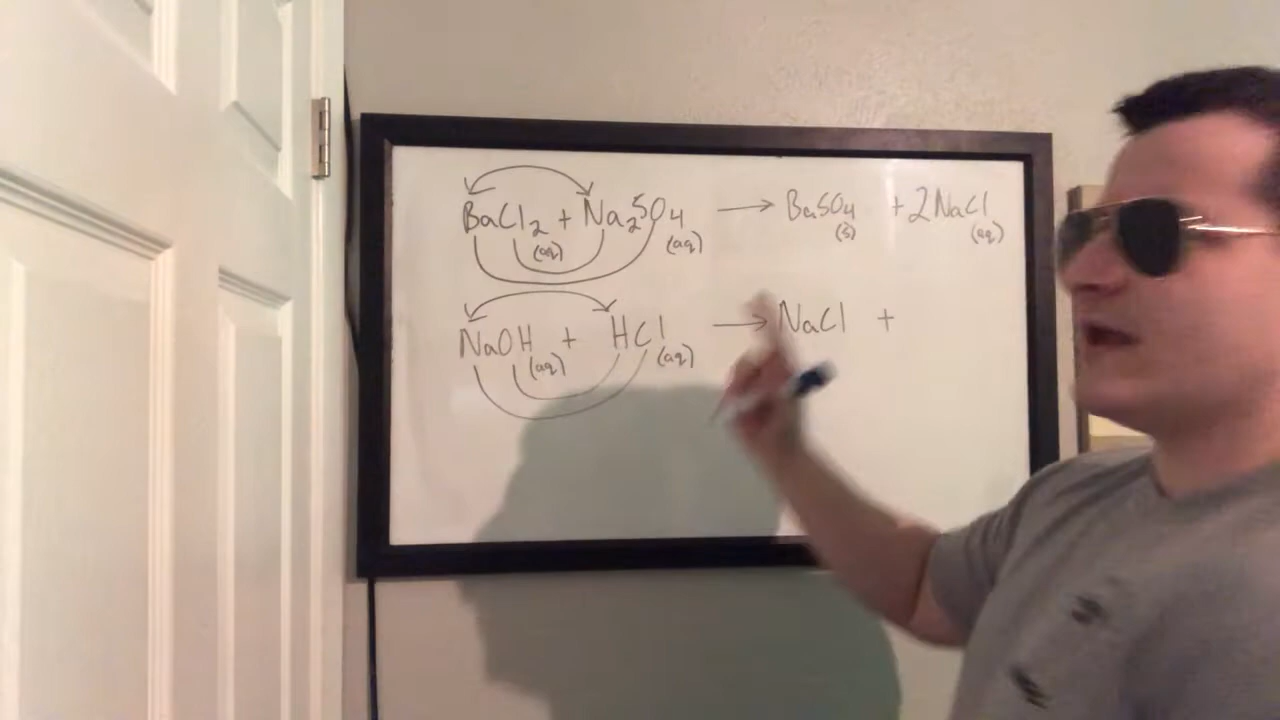 BaCl₂ + Na₂SO₄ → BaSO₄ + 2NaCl
(aq) (aq) (s) (aq)
NaOH + HCl → NaCl +
(aq) (aq)